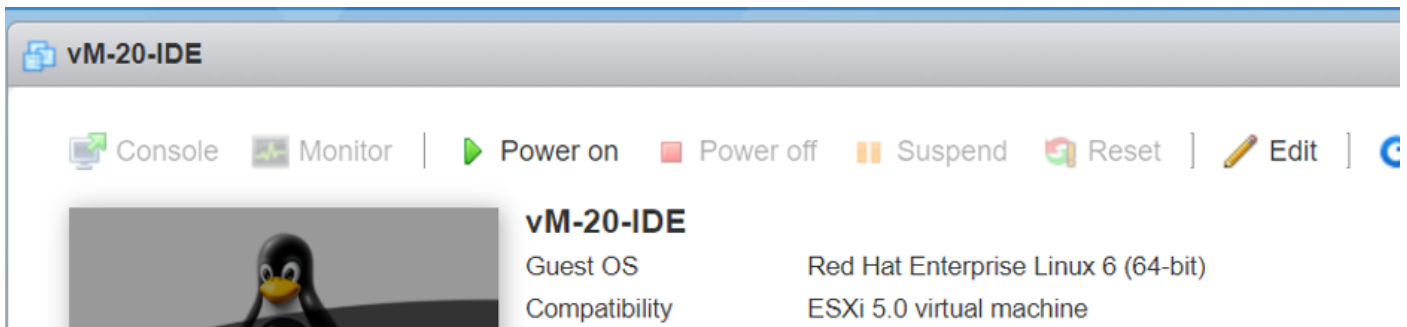 vM-20-IDE
Console Monitor Power on Power off Suspend Reset Edit
vM-20-IDE
Guest OS Red Hat Enterprise Linux 6 (64-bit)
Compatibility ESXi 5.0 virtual machine